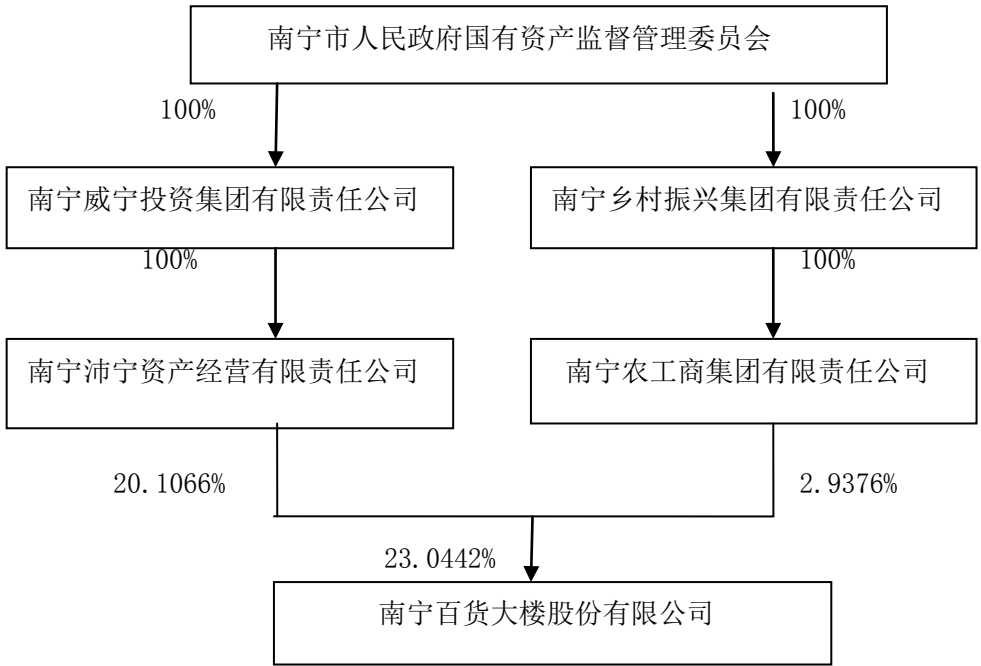 南宁市人民政府国有资产监督管理委员会
100%
100%
南宁威宁投资集团有限责任公司
南宁乡村振兴集团有限责任公司
100%
100%
南宁沛宁资产经营有限责任公司
南宁农工商集团有限责任公司
20.1066%
2.9376%
23.0442%
南宁百货大楼股份有限公司